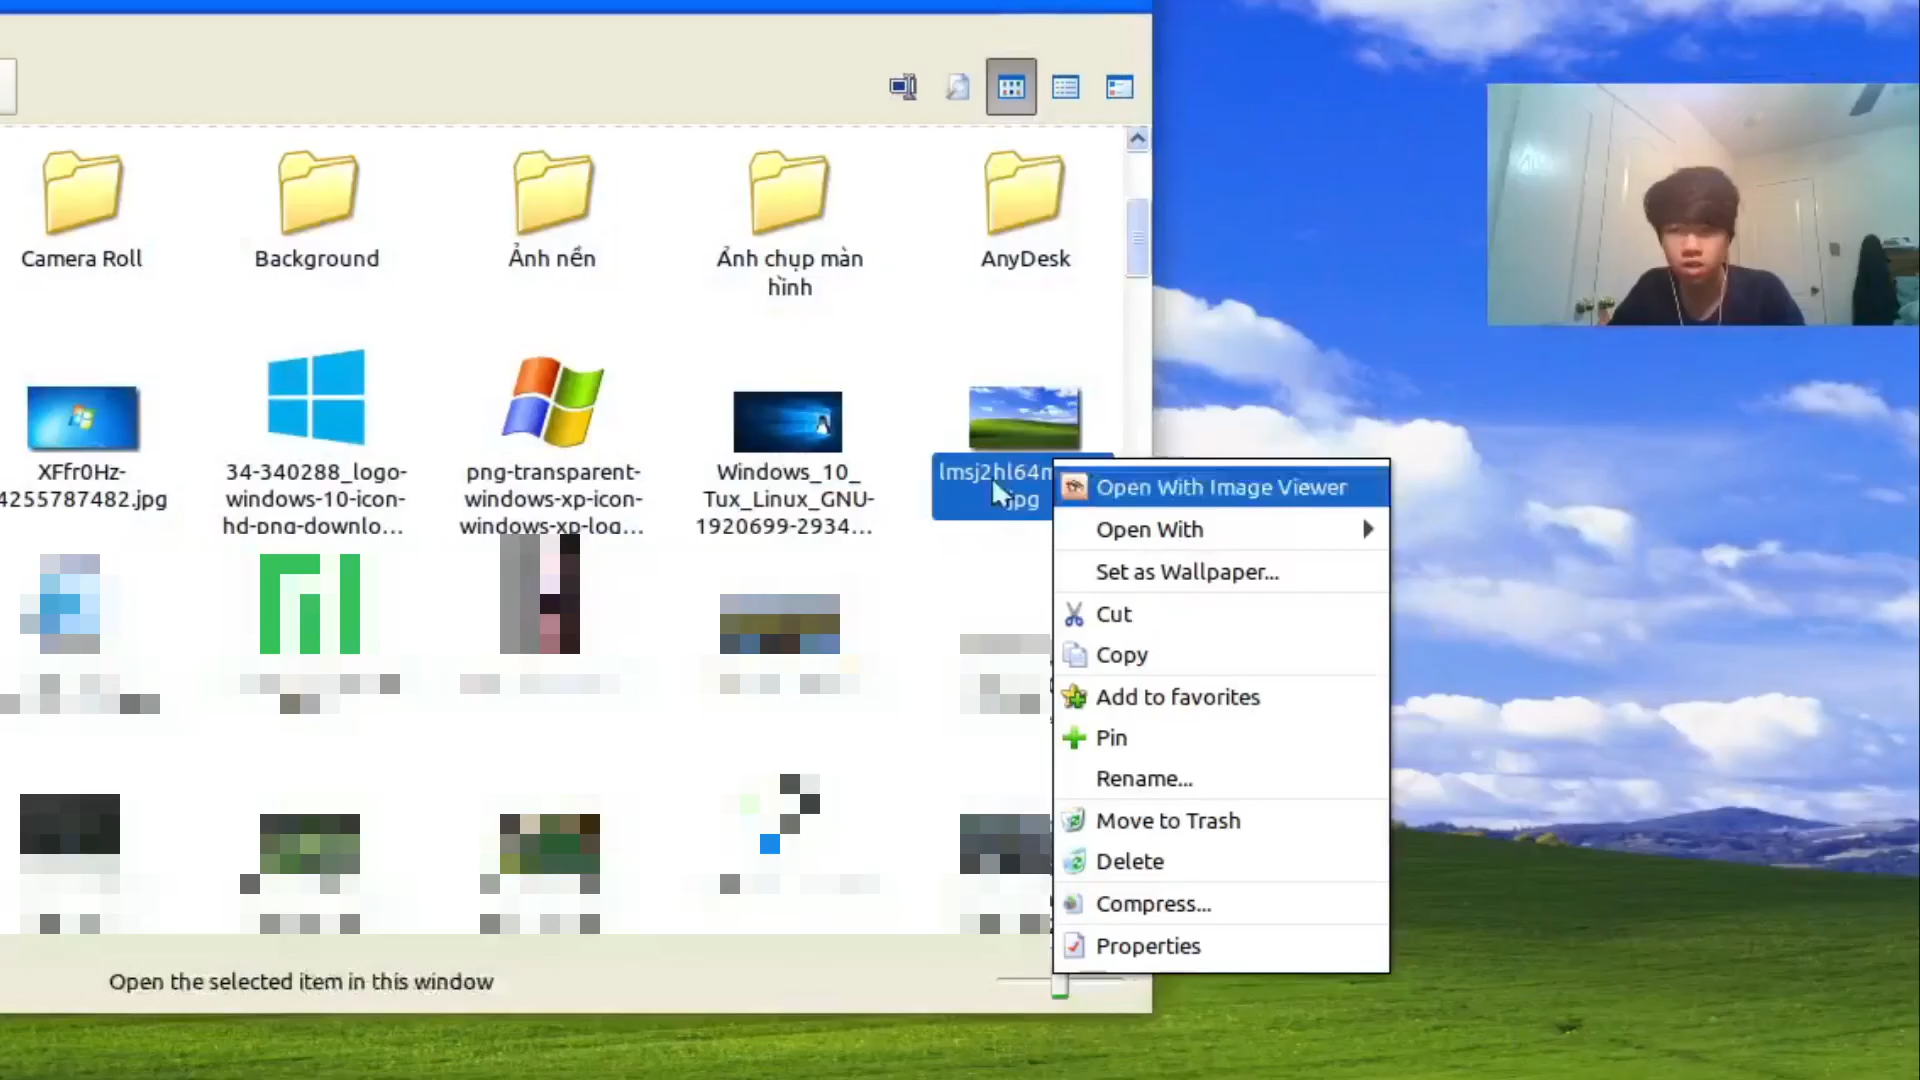 Camera Roll
Background
Ảnh nền
Ảnh chụp màn
hình
AnyDesk
XFfr0Hz-
4255787482.jpg
34-340288_logo-
windows-10-icon-
hd-png-downlo...
png-transparent-
windows-xp-icon-
windows-xp-log...
Windows_10_
Tux_Linux_GNU-
1920699-2934...
lmsj2hl64m
jpg
Open With Image Viewer
Open With
Set as Wallpaper...
Cut
Copy
Add to favorites
Pin
Rename...
Move to Trash
Delete
Compress...
Properties
Open the selected item in this window